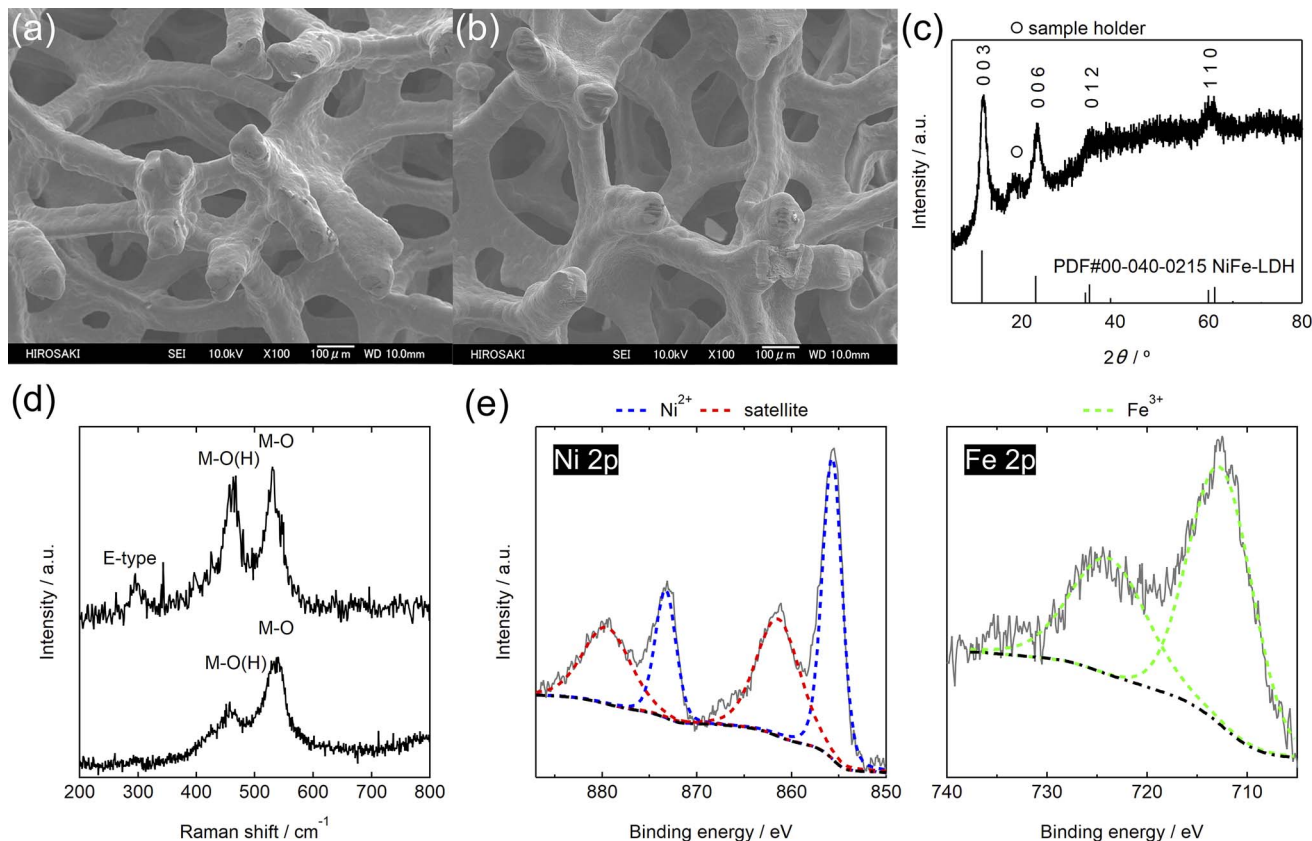 (a)
HIROSAKI SEI 10.0kV X100 100μm WD 10.0mm
(b)
HIROSAKI SEI 10.0kV X100 100μm WD 10.0mm
(c)
○ sample holder
0 0 3
0 0 6
0 1 2
1 1 0
Intensity / a.u.
PDF#00-040-0215 NiFe-LDH
20 40 60 80
2θ / °
(d)
M-O
M-O(H)
E-type
M-O
M-O(H)
Intensity / a.u.
200 300 400 500 600 700 800
Raman shift / cm⁻¹
(e)
Ni²⁺ satellite
Ni 2p
Intensity / a.u.
880 870 860 850
Binding energy / eV
Fe³⁺
Fe 2p
740 730 720 710
Binding energy / eV